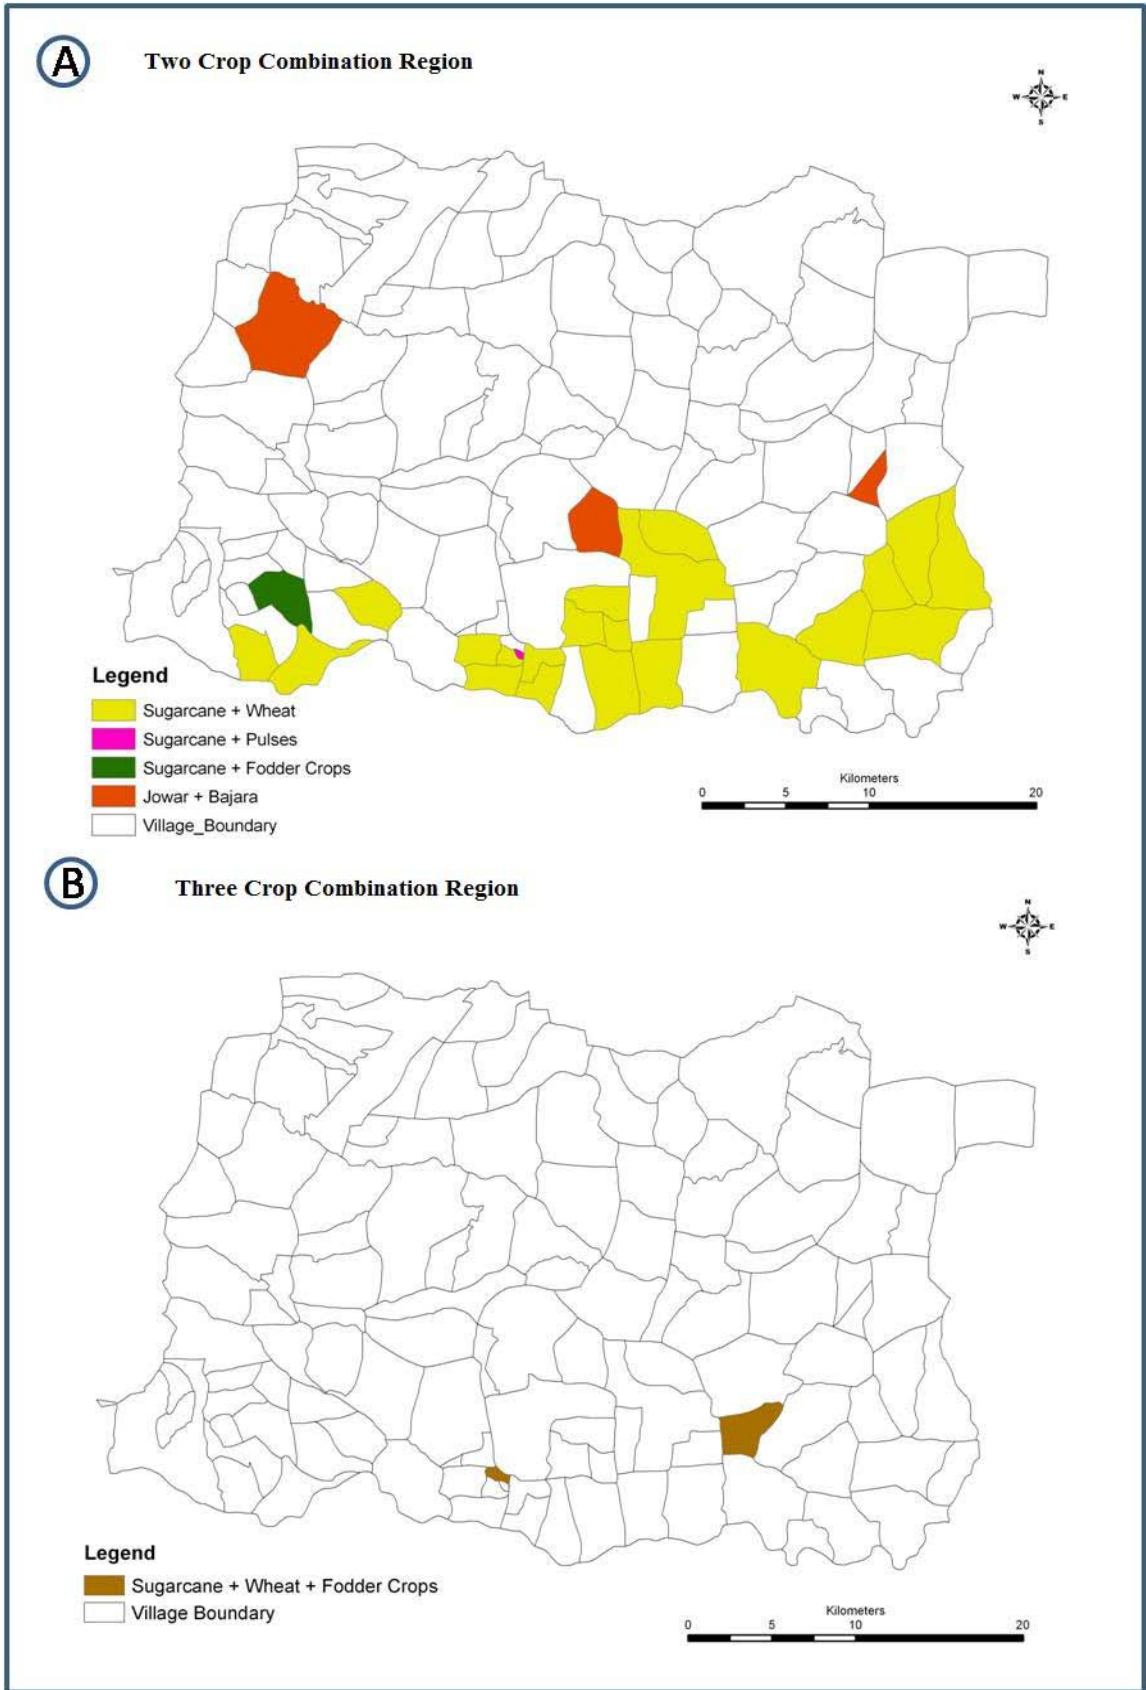 A
Two Crop Combination Region
N
W E
S
Legend
Sugarcane + Wheat
Sugarcane + Pulses
Sugarcane + Fodder Crops
Jowar + Bajara
Village_Boundary
Kilometers
0 5 10 20
B
Three Crop Combination Region
N
W E
S
Legend
Sugarcane + Wheat + Fodder Crops
Village Boundary
Kilometers
0 5 10 20